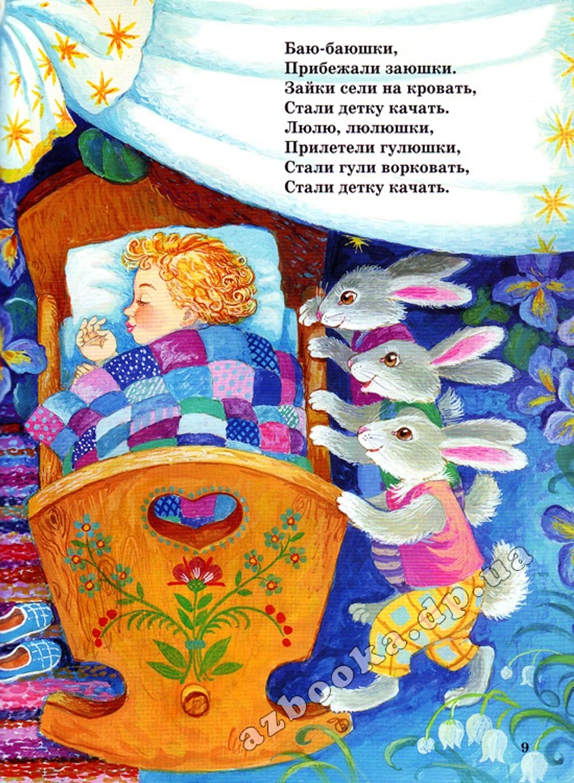 Баю-баюшки,
Прибежали заюшки.
Зайки сели на кровать,
Стали детку качать.
Люлю, люлюшки,
Прилетели гулюшки,
Стали гули ворковать,
Стали детку качать.
azbooka.dp.ua
9